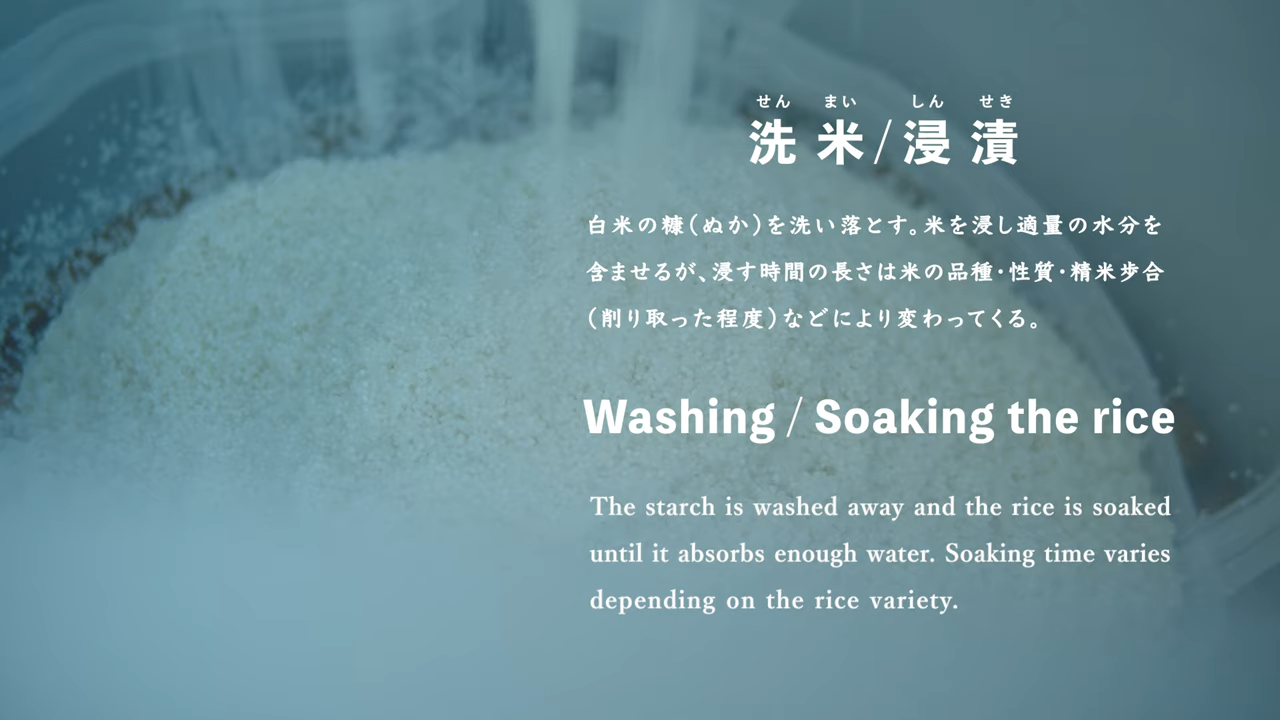 せん まい しん せき
洗米/浸漬
白米の糠(ぬか)を洗い落とす。米を浸し適量の水分を
含ませるが、浸す時間の長さは米の品種・性質・精米歩合
(削り取った程度)などにより変わってくる。
Washing / Soaking the rice
The starch is washed away and the rice is soaked
until it absorbs enough water. Soaking time varies
depending on the rice variety.